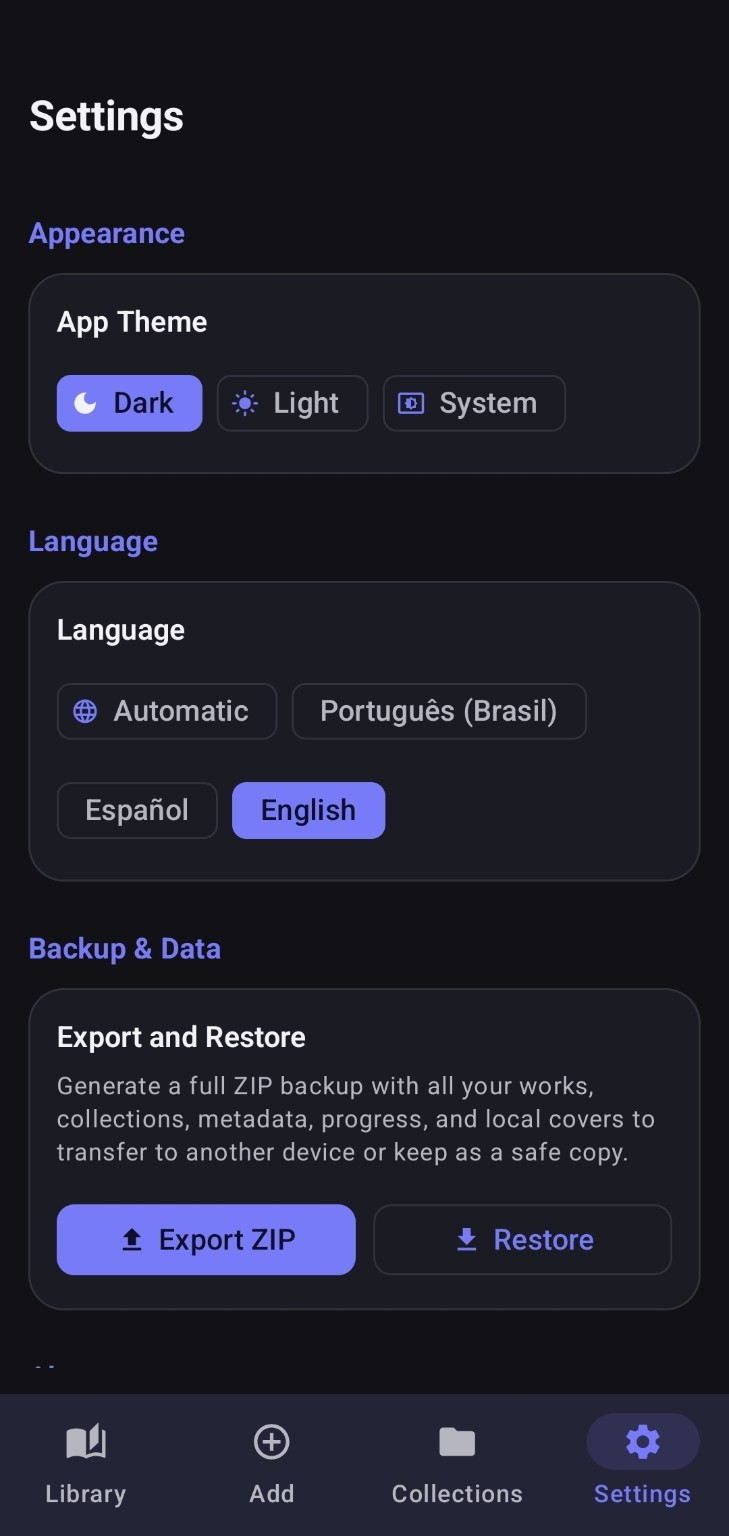 Settings
Appearance
App Theme
Dark
Light
System
Language
Language
Automatic
Português (Brasil)
Español
English
Backup & Data
Export and Restore
Generate a full ZIP backup with all your works,
collections, metadata, progress, and local covers to
transfer to another device or keep as a safe copy.
Export ZIP
Restore
Library
Add
Collections
Settings